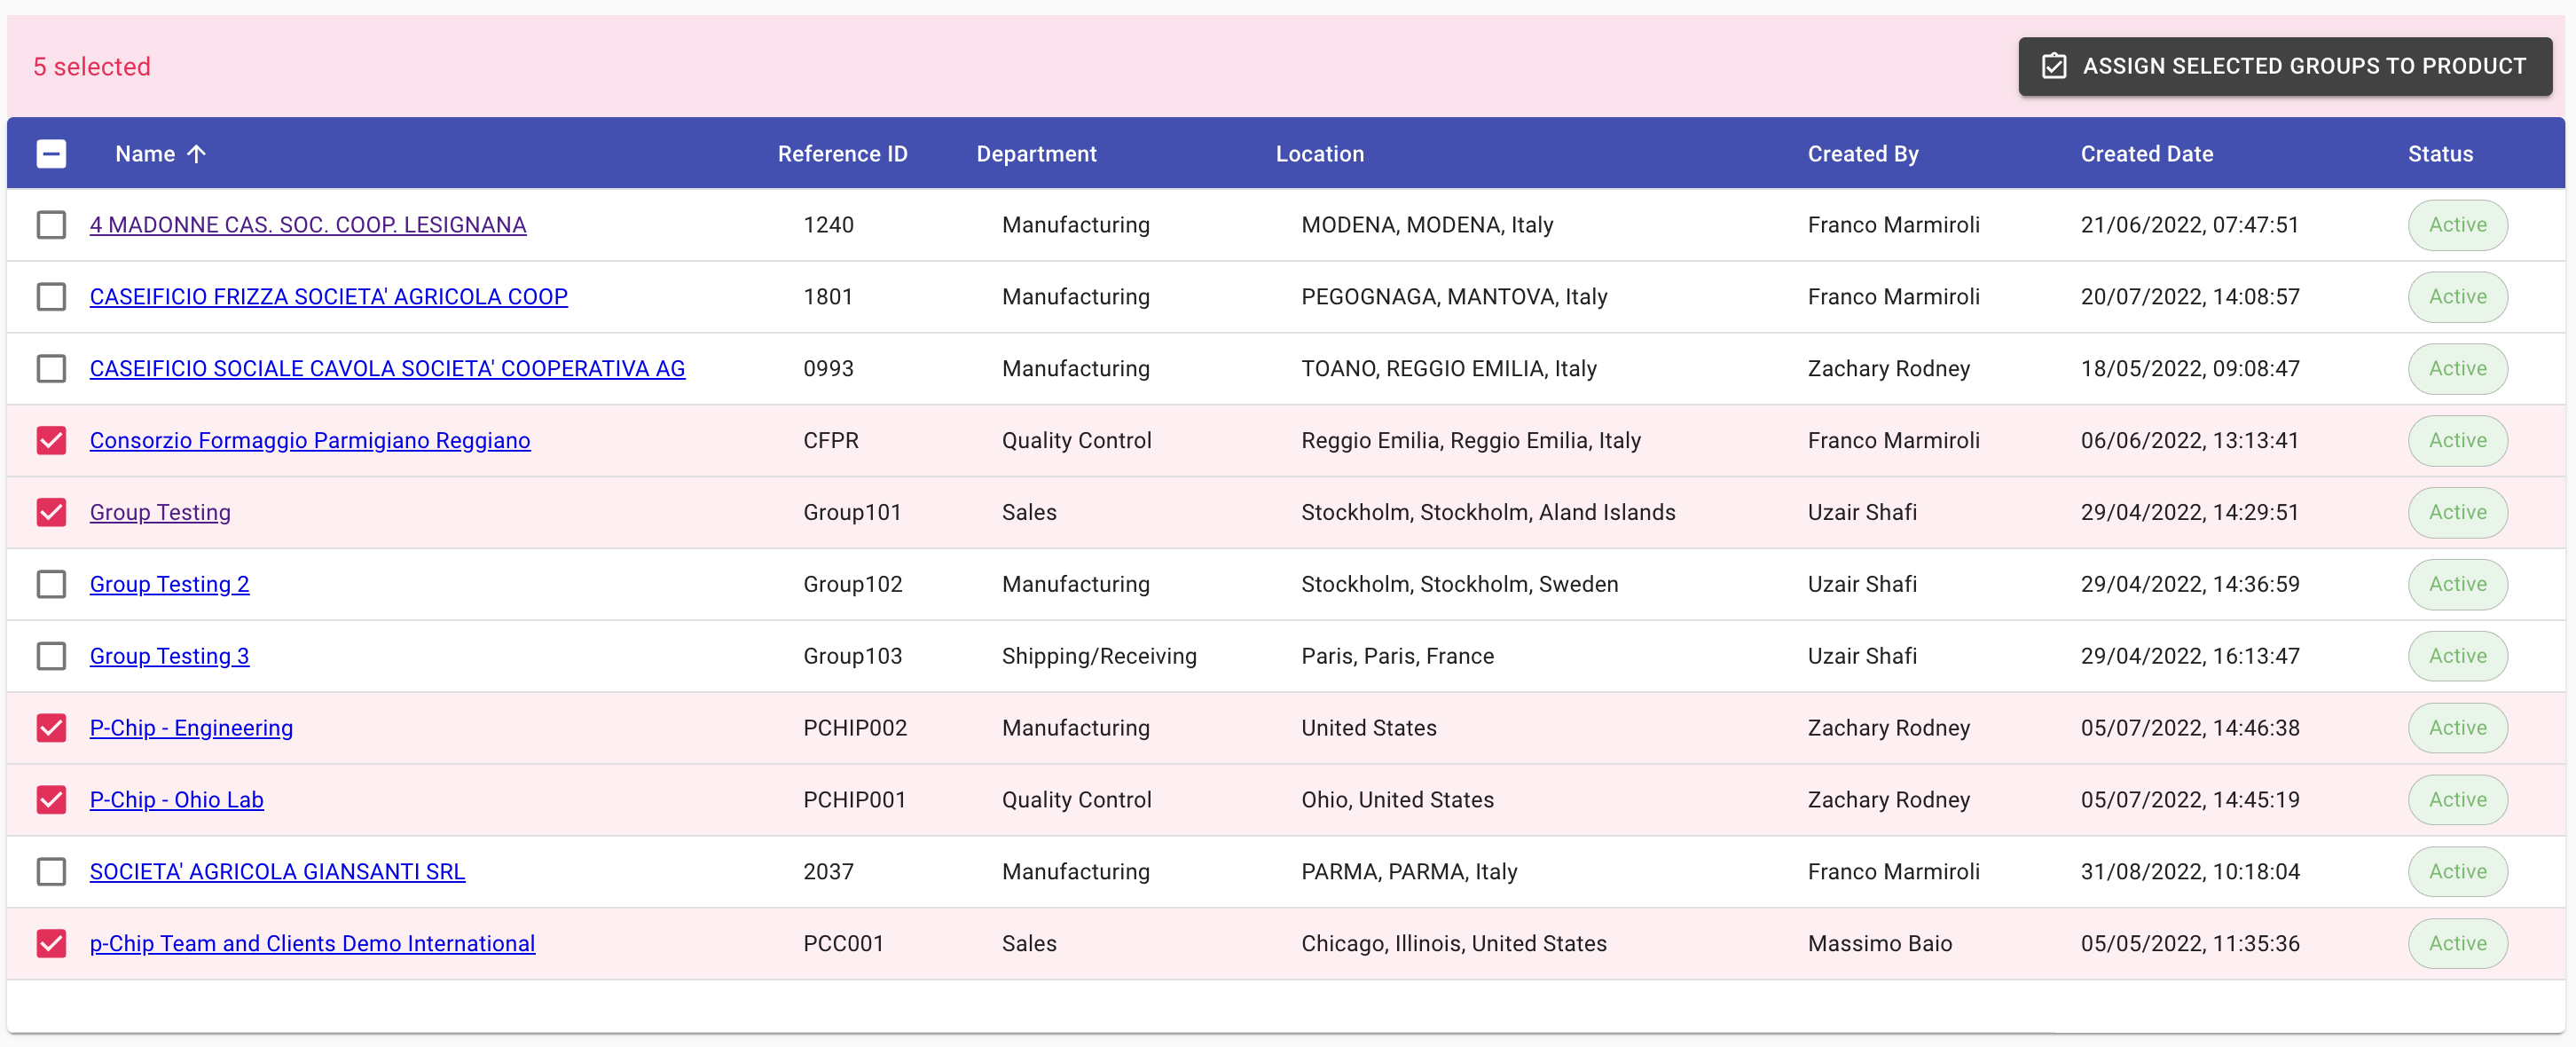 5 selected ASSIGN SELECTED GROUPS TO PRODUCT
Name Reference ID Department Location Created By Created Date Status
4 MADONNE CAS. SOC. COOP. LESIGNANA 1240 Manufacturing MODENA, MODENA, Italy Franco Marmiroli 21/06/2022, 07:47:51 Active
CASEIFICIO FRIZZA SOCIETA' AGRICOLA COOP 1801 Manufacturing PEGOGNAGA, MANTOVA, Italy Franco Marmiroli 20/07/2022, 14:08:57 Active
CASEIFICIO SOCIALE CAVOLA SOCIETA' COOPERATIVA AG 0993 Manufacturing TOANO, REGGIO EMILIA, Italy Zachary Rodney 18/05/2022, 09:08:47 Active
Consorzio Formaggio Parmigiano Reggiano CFPR Quality Control Reggio Emilia, Reggio Emilia, Italy Franco Marmiroli 06/06/2022, 13:13:41 Active
Group Testing Group101 Sales Stockholm, Stockholm, Aland Islands Uzair Shafi 29/04/2022, 14:29:51 Active
Group Testing 2 Group102 Manufacturing Stockholm, Stockholm, Sweden Uzair Shafi 29/04/2022, 14:36:59 Active
Group Testing 3 Group103 Shipping/Receiving Paris, Paris, France Uzair Shafi 29/04/2022, 16:13:47 Active
P-Chip - Engineering PCHIP002 Manufacturing United States Zachary Rodney 05/07/2022, 14:46:38 Active
P-Chip - Ohio Lab PCHIP001 Quality Control Ohio, United States Zachary Rodney 05/07/2022, 14:45:19 Active
SOCIETA' AGRICOLA GIANSANTI SRL 2037 Manufacturing PARMA, PARMA, Italy Franco Marmiroli 31/08/2022, 10:18:04 Active
p-Chip Team and Clients Demo International PCC001 Sales Chicago, Illinois, United States Massimo Baio 05/05/2022, 11:35:36 Active